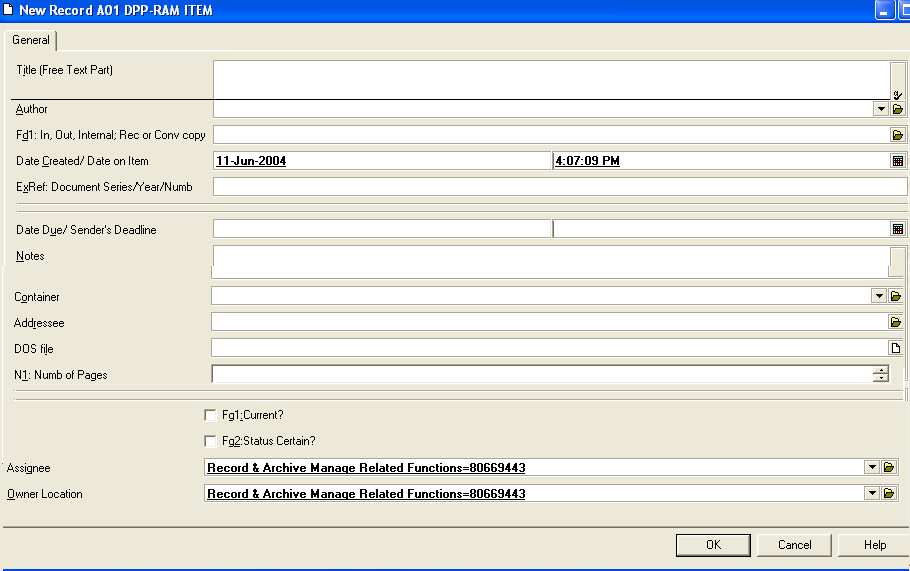 New Record A01 DPP-RAM ITEM
General
Title (Free Text Part)
Author
Fd1: In, Out, Internal; Rec or Conv copy
Date Created/ Date on Item 11-Jun-2004 4:07:09 PM
ExRef: Document Series/Year/Numb
Date Due/ Sender's Deadline
Notes
Container
Addressee
DOS file
N1: Numb of Pages
Fg1:Current?
Fg2:Status Certain?
Assignee Record & Archive Manage Related Functions=80669443
Owner Location Record & Archive Manage Related Functions=80669443
OK Cancel Help